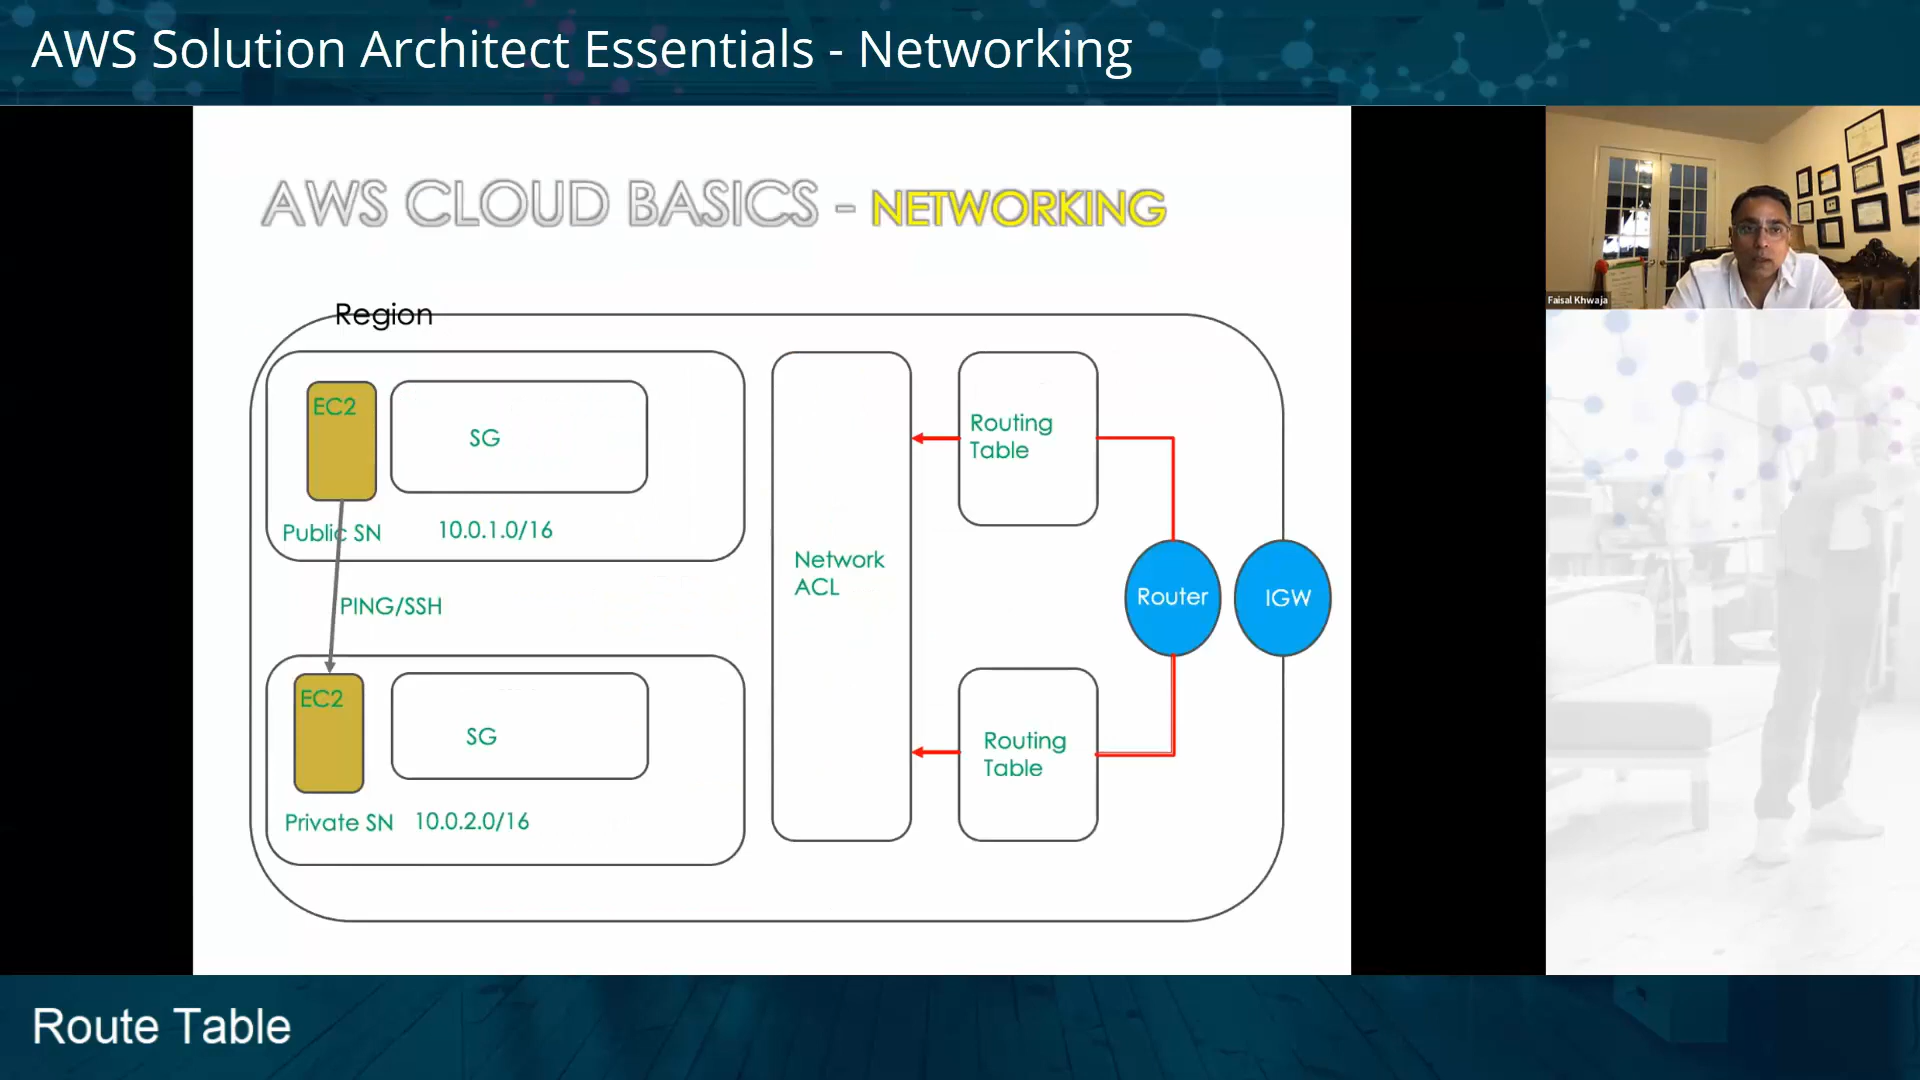 AWS Solution Architect Essentials - Networking
AWS CLOUD BASICS - NETWORKING
Faisal Khwaja
Region
EC2
SG
Public SN
10.0.1.0/16
PING/SSH
EC2
SG
Private SN
10.0.2.0/16
Network
ACL
Routing
Table
Routing
Table
Router
IGW
Route Table